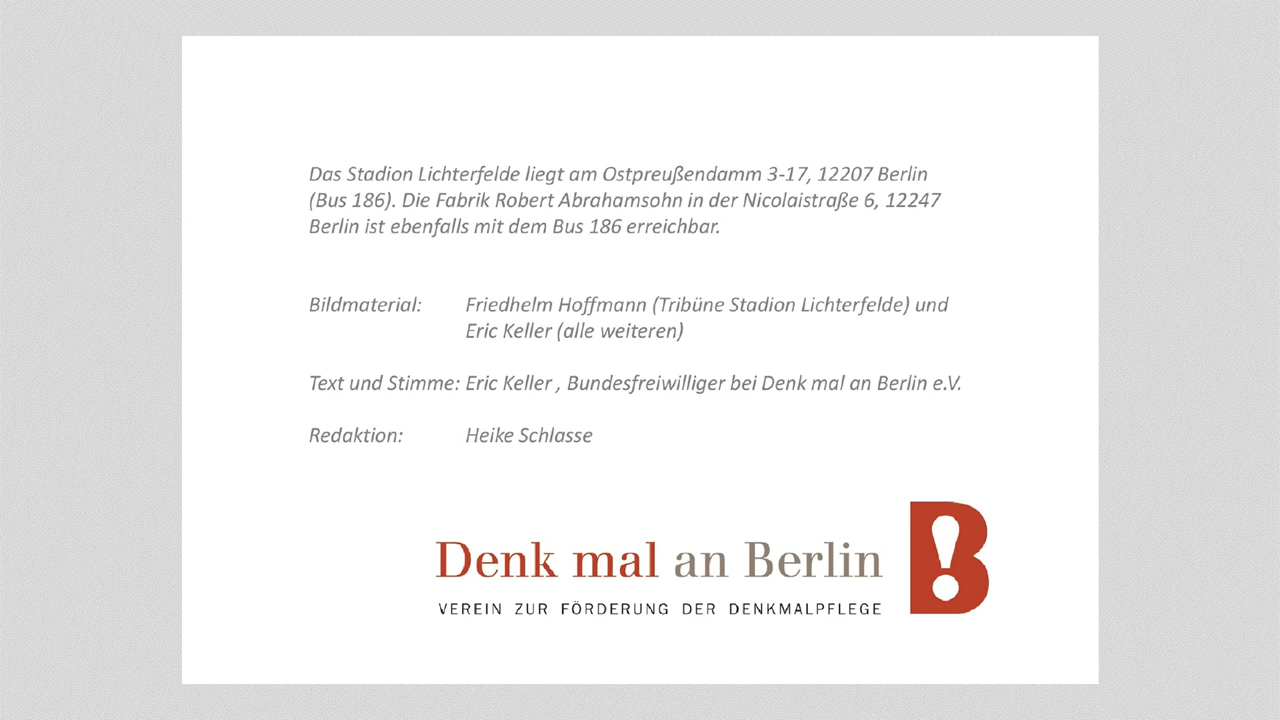 Das Stadion Lichterfelde liegt am Ostpreußendamm 3-17, 12207 Berlin
(Bus 186). Die Fabrik Robert Abrahamsohn in der Nicolaistraße 6, 12247
Berlin ist ebenfalls mit dem Bus 186 erreichbar.
Bildmaterial: Friedhelm Hoffmann (Tribüne Stadion Lichterfelde) und
Eric Keller (alle weiteren)
Text und Stimme: Eric Keller , Bundesfreiwilliger bei Denk mal an Berlin e.V.
Redaktion: Heike Schlasse
Denk mal an Berlin
VEREIN ZUR FÖRDERUNG DER DENKMALPFLEGE
B!